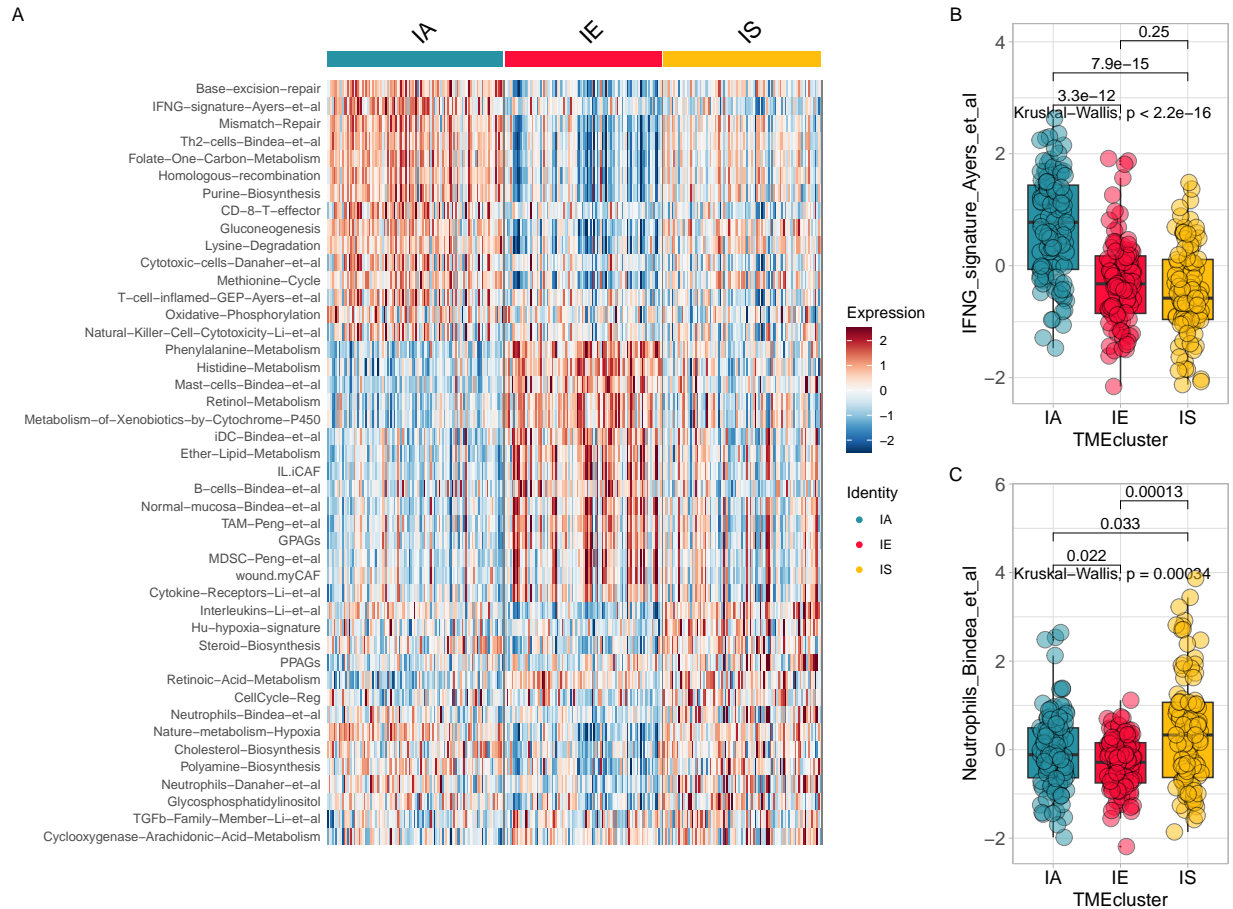 A
IA
IE
IS
Base−excision−repair
IFNG−signature−Ayers−et−al
Mismatch−Repair
Th2−cells−Bindea−et−al
Folate−One−Carbon−Metabolism
Homologous−recombination
Purine−Biosynthesis
CD−8−T−effector
Gluconeogenesis
Lysine−Degradation
Cytotoxic−cells−Danaher−et−al
Methionine−Cycle
T−cell−inflamed−GEP−Ayers−et−al
Oxidative−Phosphorylation
Natural−Killer−Cell−Cytotoxicity−Li−et−al
Phenylalanine−Metabolism
Histidine−Metabolism
Mast−cells−Bindea−et−al
Retinol−Metabolism
Metabolism−of−Xenobiotics−by−Cytochrome−P450
iDC−Bindea−et−al
Ether−Lipid−Metabolism
IL.iCAF
B−cells−Bindea−et−al
Normal−mucosa−Bindea−et−al
TAM−Peng−et−al
GPAGs
MDSC−Peng−et−al
wound.myCAF
Cytokine−Receptors−Li−et−al
Interleukins−Li−et−al
Hu−hypoxia−signature
Steroid−Biosynthesis
PPAGs
Retinoic−Acid−Metabolism
CellCycle−Reg
Neutrophils−Bindea−et−al
Nature−metabolism−Hypoxia
Cholesterol−Biosynthesis
Polyamine−Biosynthesis
Neutrophils−Danaher−et−al
Glycosphosphatidylinositol
TGFb−Family−Member−Li−et−al
Cyclooxygenase−Arachidonic−Acid−Metabolism
Expression
2
1
0
−1
−2
Identity
IA
IE
IS
B
IFNG_signature_Ayers_et_al
4
2
0
−2
0.25
7.9e−15
3.3e−12
Kruskal−Wallis, p < 2.2e−16
IA
IE
IS
TMEcluster
C
Neutrophils_Bindea_et_al
6
4
2
0
−2
0.00013
0.033
0.022
Kruskal−Wallis, p = 0.00034
IA
IE
IS
TMEcluster